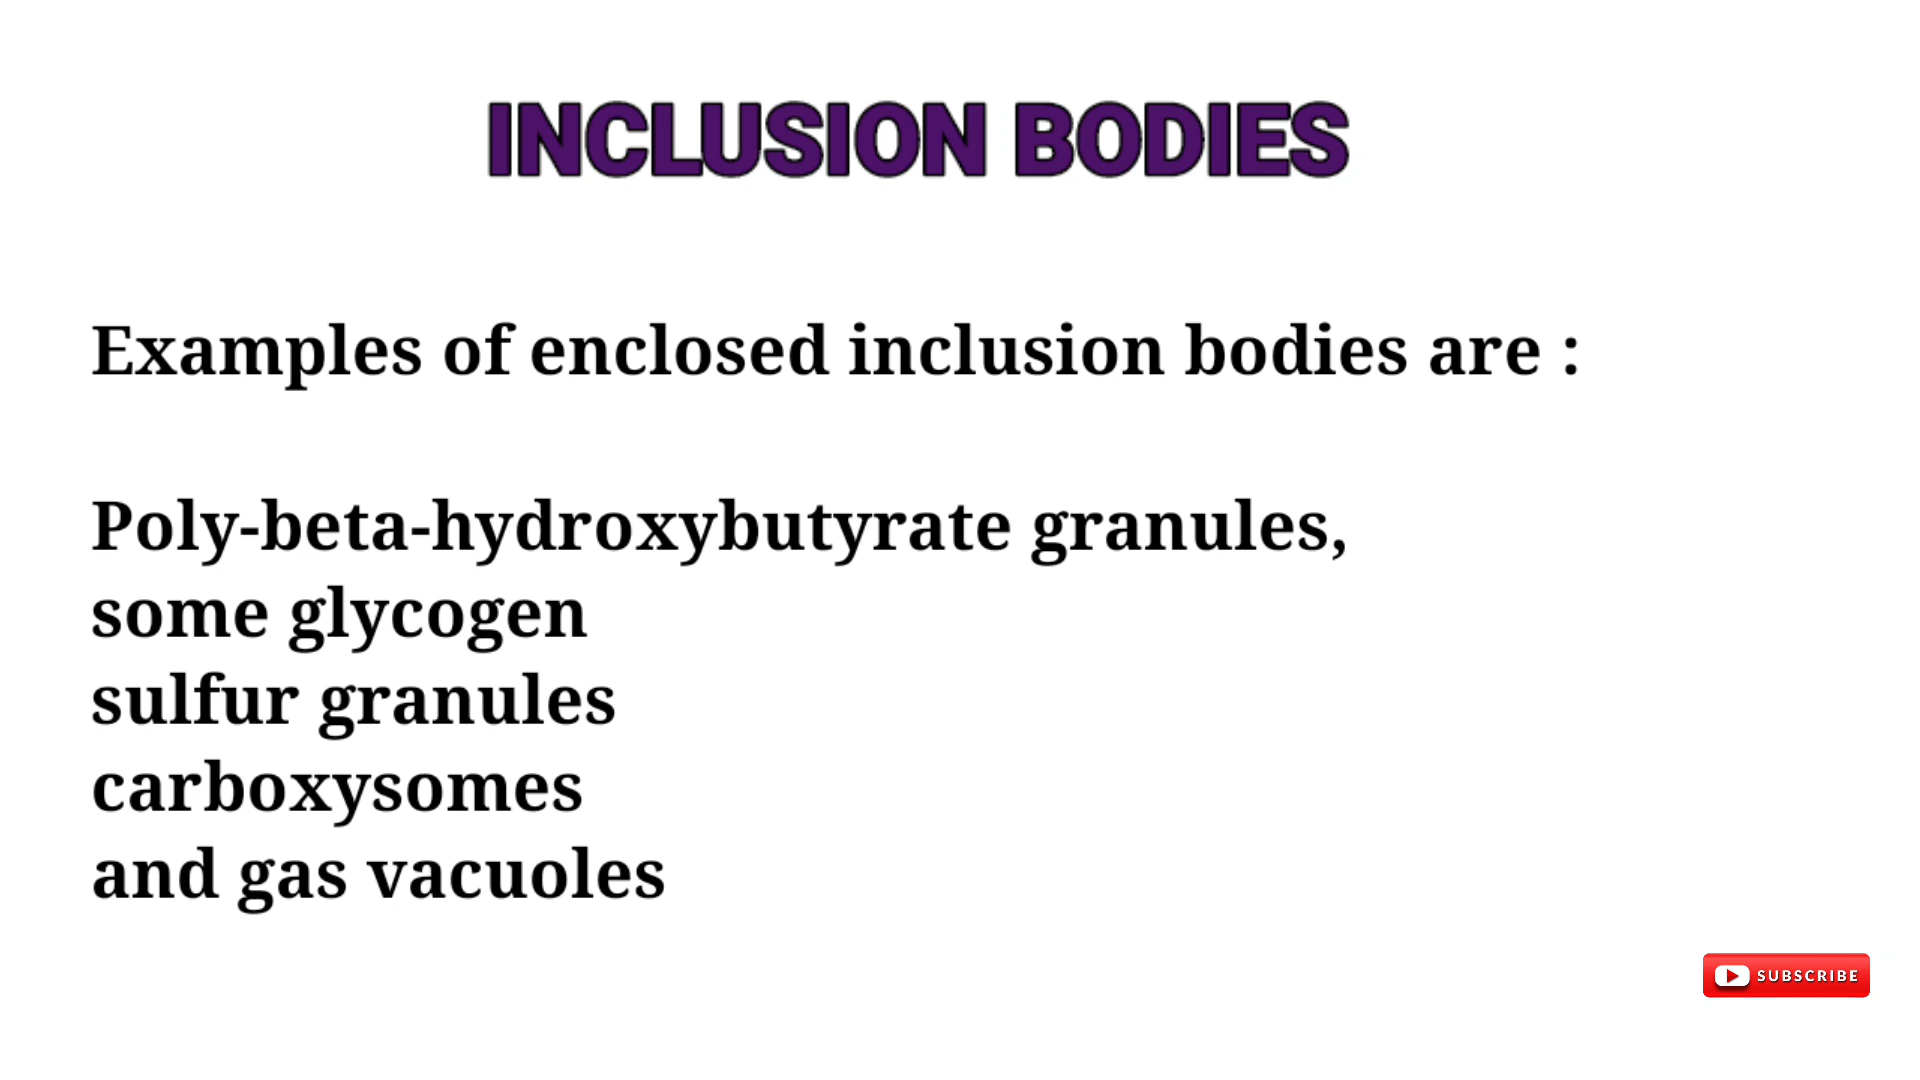 INCLUSION BODIES
Examples of enclosed inclusion bodies are :
Poly-beta-hydroxybutyrate granules,
some glycogen
sulfur granules
carboxysomes
and gas vacuoles
SUBSCRIBE